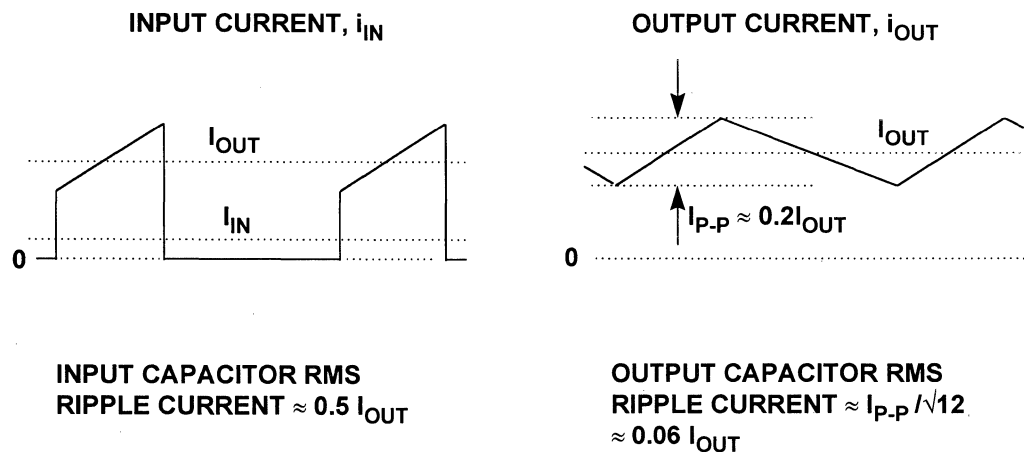 INPUT CURRENT, iIN
OUTPUT CURRENT, iOUT
IOUT
IIN
0
IOUT
IP-P ≈ 0.2IOUT
0
INPUT CAPACITOR RMS
RIPPLE CURRENT ≈ 0.5 IOUT
OUTPUT CAPACITOR RMS
RIPPLE CURRENT ≈ IP-P /√12
≈ 0.06 IOUT